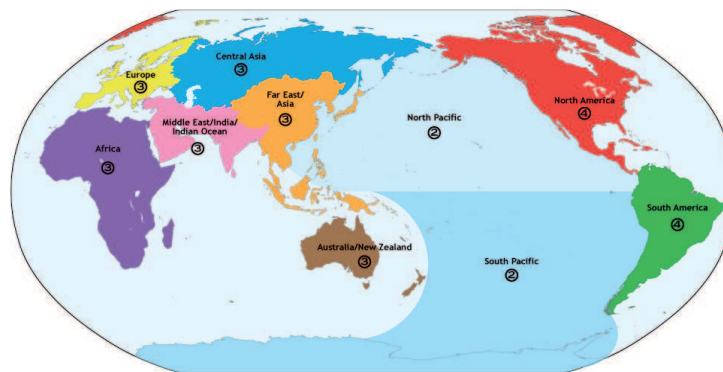 Central Asia
③
Europe
③
Far East/
Asia
③
Middle East/India/
Indian Ocean
③
North America
④
North Pacific
②
Africa
③
South America
④
Australia/New Zealand
③
South Pacific
②